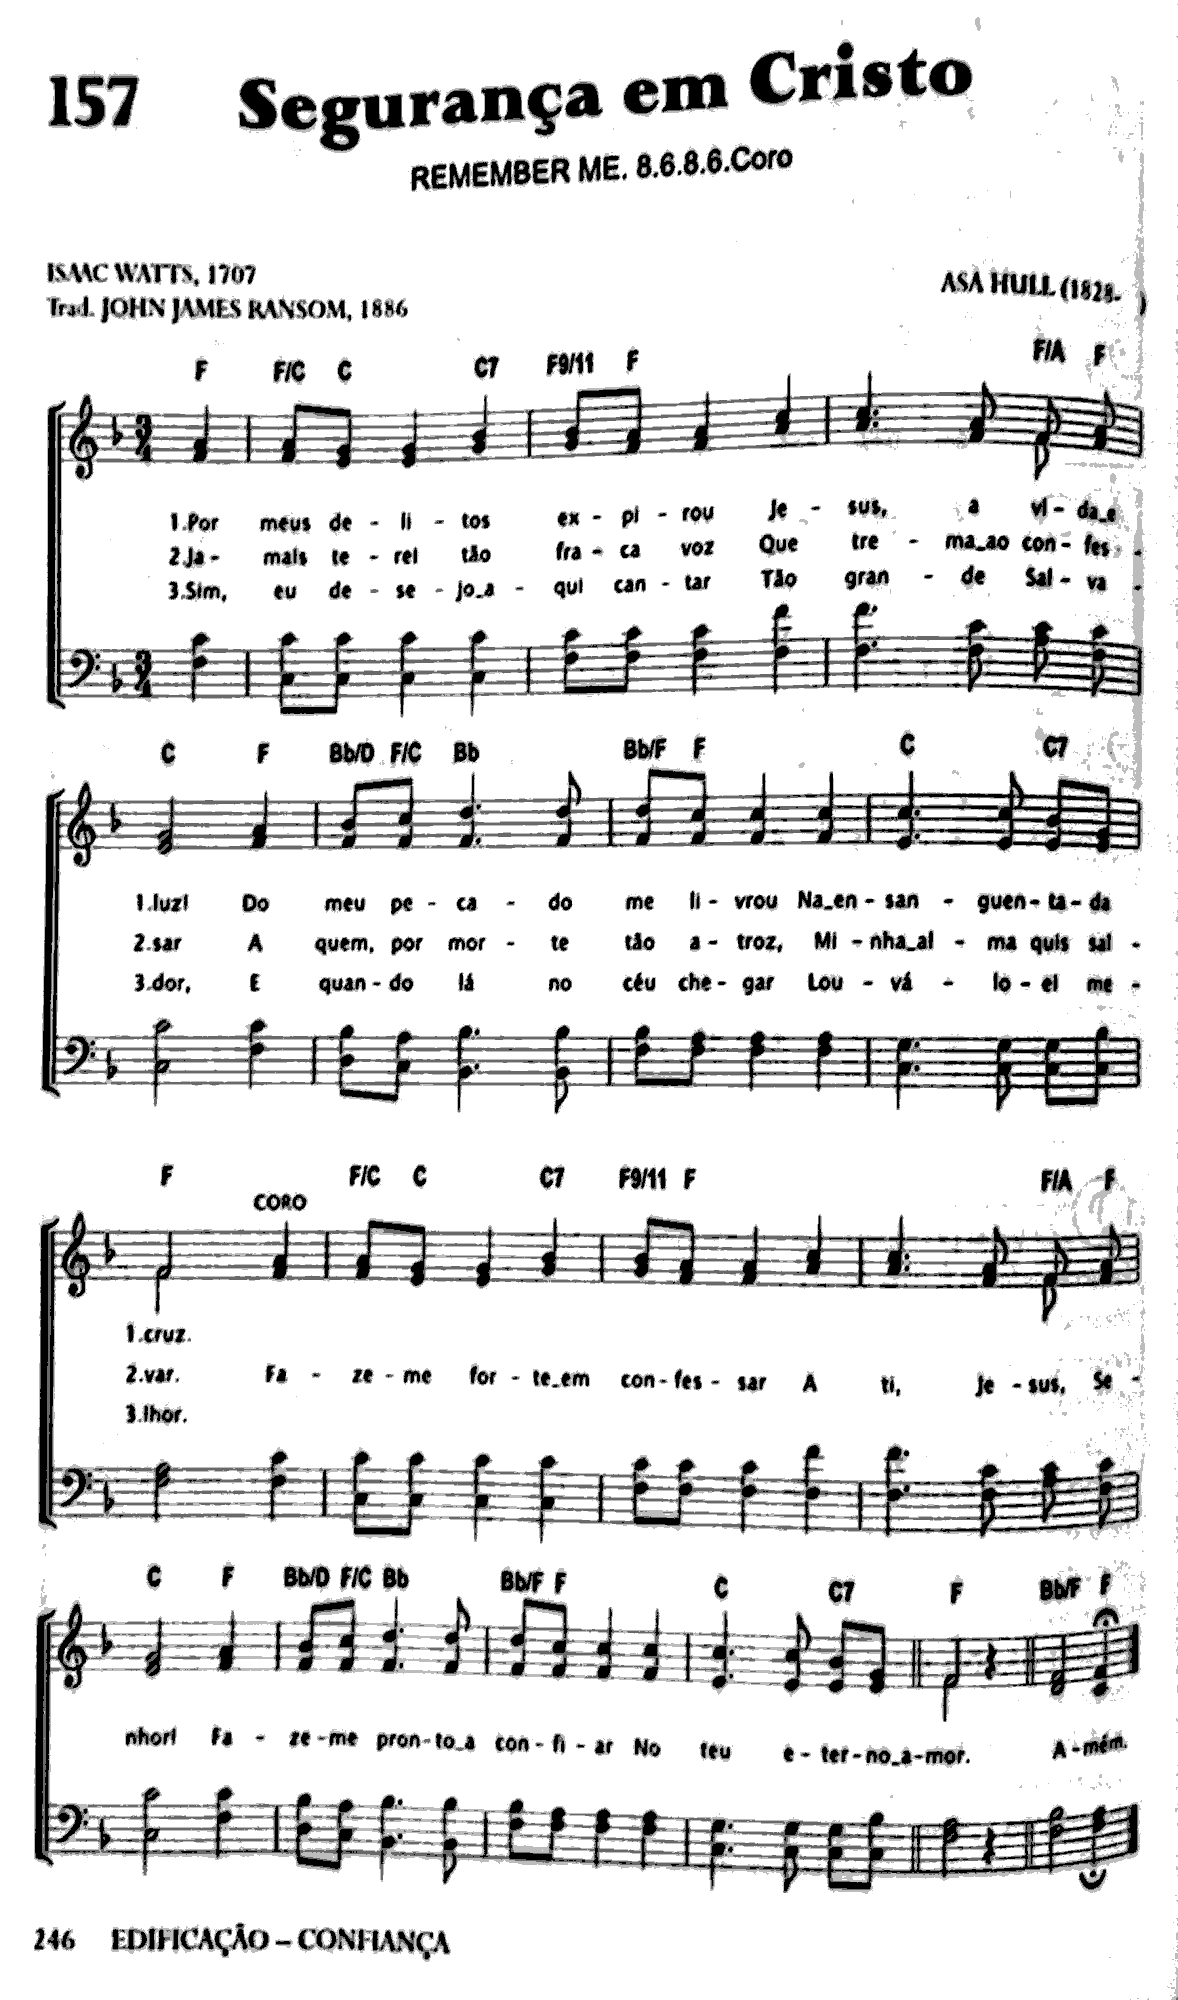 157 Segurança em Cristo
REMEMBER ME. 8.6.8.6.Coro
ISAAC WATTS, 1707
Trad. JOHN JAMES RANSOM, 1886
ASA HULL (1828- )
F F/C C C7 F9/11 F F/A F
1.Por meus de - li - tos ex - pi - rou Je - sus, a vi - da_e
2.Ja - mais te - rei tão fra - ca voz Que tre - ma_ao con - fes -
3.Sim, eu de - se - jo_a - qui can - tar Tão gran - de Sal - va -
C F Bb/D F/C Bb Bb/F F C C7
1.luz! Do meu pe - ca - do me li - vrou Na_en - san - guen - ta - da
2.sar A quem, por mor - te tão a - troz, Mi - nha_al - ma quis sal -
3.dor, E quan - do lá no céu che - gar Lou - vá - lo - ei me -
F F/C C C7 F9/11 F F/A F
CORO
1.cruz.
2.var. Fa - ze - me for - te_em con - fes - sar A ti, Je - sus, Se -
3.lhor.
C F Bb/D F/C Bb Bb/F F C C7 F Bb/F F
nhor! Fa - ze - me pron - to_a con - fi - ar No teu e - ter - no_a - mor. A - mém.
246 EDIFICAÇÃO – CONFIANÇA